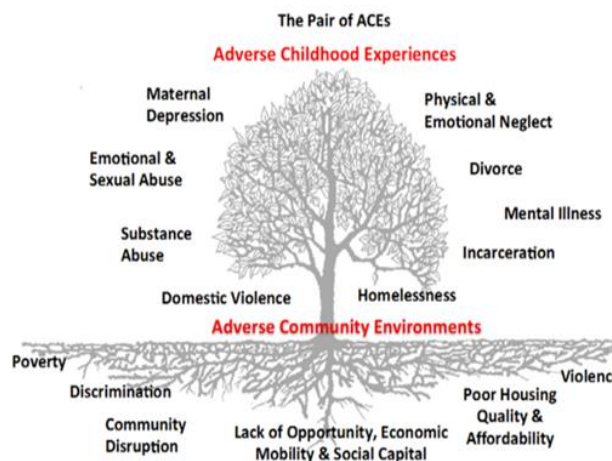 The Pair of ACEs
Adverse Childhood Experiences
Maternal
Depression
Physical &
Emotional Neglect
Emotional &
Sexual Abuse
Divorce
Mental Illness
Substance
Abuse
Incarceration
Domestic Violence
Homelessness
Adverse Community Environments
Poverty
Violenc
Discrimination
Poor Housing
Quality &
Affordability
Community
Disruption
Lack of Opportunity, Economic
Mobility & Social Capital